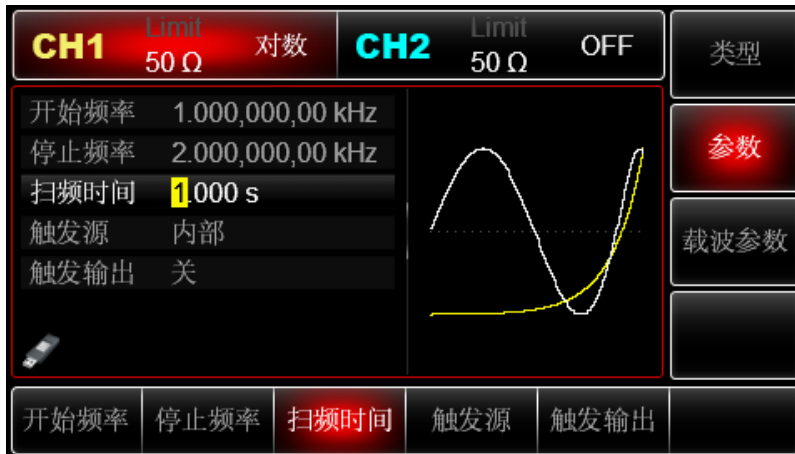 CH1 Limit 50 Ω 对数 CH2 Limit 50 Ω OFF
类型
开始频率 1.000,000,00 kHz
停止频率 2.000,000,00 kHz
扫频时间 1.000 s
触发源 内部
触发输出 关
参数
载波参数
开始频率 停止频率 扫频时间 触发源 触发输出